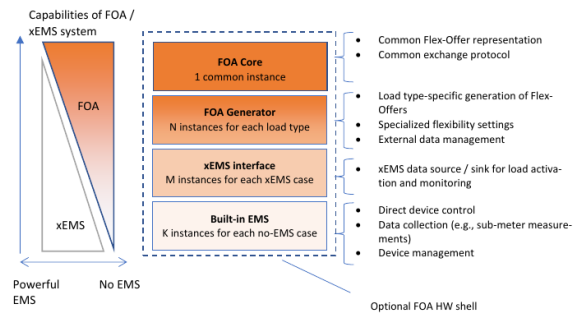 Capabilities of FOA /
xEMS system
FOA
xEMS
Powerful
EMS
No EMS
FOA Core
1 common instance
FOA Generator
N instances for each load type
xEMS interface
M instances for each xEMS case
Built-in EMS
K instances for each no-EMS case
• Common Flex-Offer representation
• Common exchange protocol
• Load type-specific generation of Flex-
Offers
• Specialized flexibility settings
• External data management
• xEMS data source / sink for load activa-
tion and monitoring
• Direct device control
• Data collection (e.g., sub-meter measure-
ments)
• Device management
Optional FOA HW shell